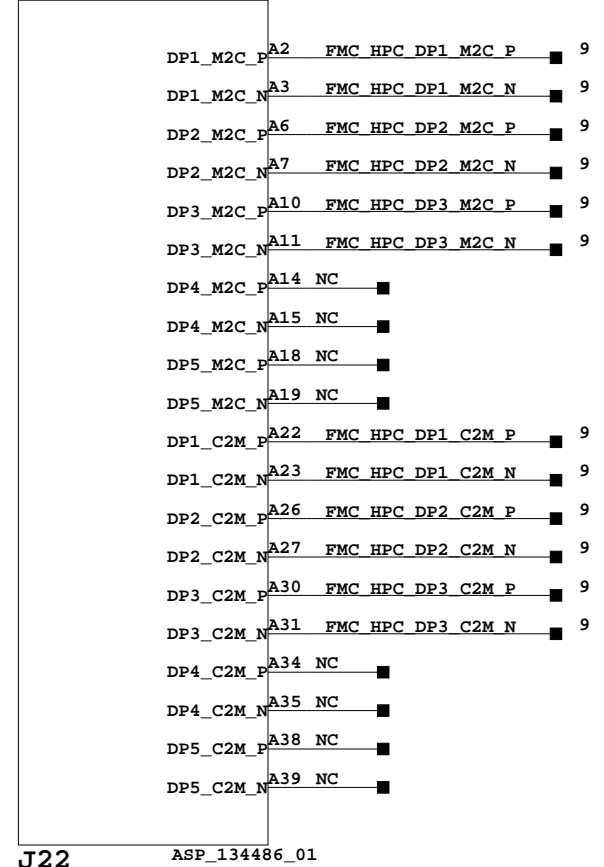 DP1_M2C_P A2 FMC_HPC_DP1_M2C_P 9
DP1_M2C_N A3 FMC_HPC_DP1_M2C_N 9
DP2_M2C_P A6 FMC_HPC_DP2_M2C_P 9
DP2_M2C_N A7 FMC_HPC_DP2_M2C_N 9
DP3_M2C_P A10 FMC_HPC_DP3_M2C_P 9
DP3_M2C_N A11 FMC_HPC_DP3_M2C_N 9
DP4_M2C_P A14 NC
DP4_M2C_N A15 NC
DP5_M2C_P A18 NC
DP5_M2C_N A19 NC
DP1_C2M_P A22 FMC_HPC_DP1_C2M_P 9
DP1_C2M_N A23 FMC_HPC_DP1_C2M_N 9
DP2_C2M_P A26 FMC_HPC_DP2_C2M_P 9
DP2_C2M_N A27 FMC_HPC_DP2_C2M_N 9
DP3_C2M_P A30 FMC_HPC_DP3_C2M_P 9
DP3_C2M_N A31 FMC_HPC_DP3_C2M_N 9
DP4_C2M_P A34 NC
DP4_C2M_N A35 NC
DP5_C2M_P A38 NC
DP5_C2M_N A39 NC
J22 ASP_134486_01